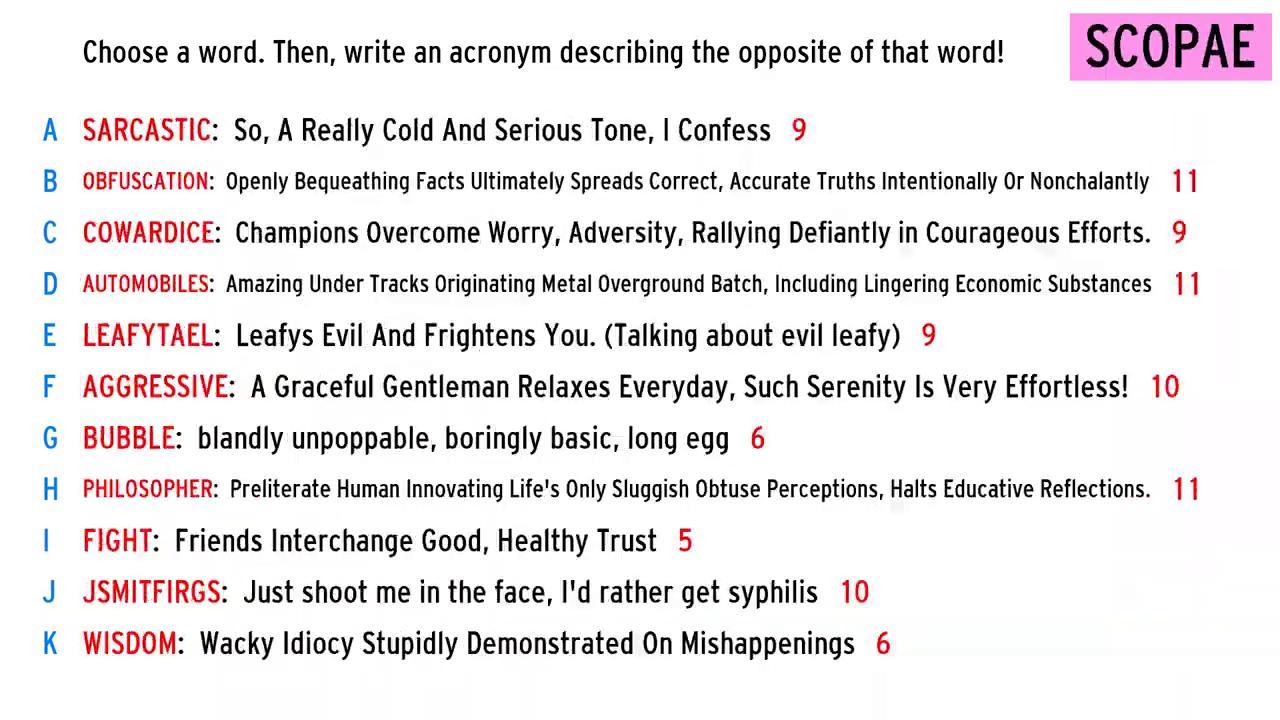 Choose a word. Then, write an acronym describing the opposite of that word! SCOPAE
A SARCASTIC: So, A Really Cold And Serious Tone, I Confess 9
B OBFUSCATION: Openly Bequeathing Facts Ultimately Spreads Correct, Accurate Truths Intentionally Or Nonchalantly 11
C COWARDICE: Champions Overcome Worry, Adversity, Rallying Defiantly in Courageous Efforts. 9
D AUTOMOBILES: Amazing Under Tracks Originating Metal Overground Batch, Including Lingering Economic Substances 11
E LEAFYTAEL: Leafys Evil And Frightens You. (Talking about evil leafy) 9
F AGGRESSIVE: A Graceful Gentleman Relaxes Everyday, Such Serenity Is Very Effortless! 10
G BUBBLE: blandly unpoppable, boringly basic, long egg 6
H PHILOSOPHER: Preliterate Human Innovating Life's Only Sluggish Obtuse Perceptions, Halts Educative Reflections. 11
I FIGHT: Friends Interchange Good, Healthy Trust 5
J JSMITFIRGS: Just shoot me in the face, I'd rather get syphilis 10
K WISDOM: Wacky Idiocy Stupidly Demonstrated On Mishappenings 6